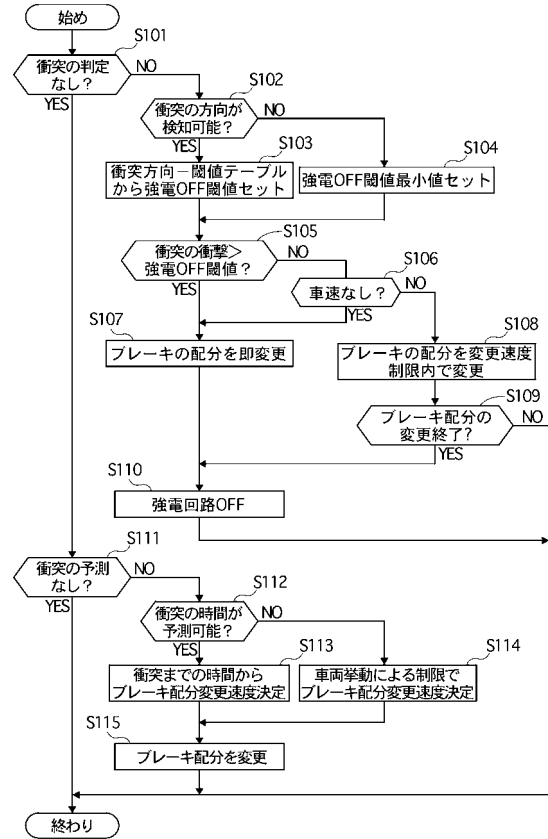 始め
S101
衝突の判定
なし?
NO
YES
S102
衝突の方向が
検知可能?
NO
YES
S103
衝突方向－閾値テーブル
から強電OFF閾値セット
S104
強電OFF閾値最小値セット
S105
衝突の衝撃＞
強電OFF閾値?
NO
YES
S106
車速なし?
NO
YES
S107
ブレーキの配分を即変更
S108
ブレーキの配分を変更速度
制限内で変更
S109
ブレーキ配分の
変更終了?
NO
YES
S110
強電回路OFF
S111
衝突の予測
なし?
NO
YES
S112
衝突の時間が
予測可能?
NO
YES
S113
衝突までの時間から
ブレーキ配分変更速度決定
S114
車両挙動による制限で
ブレーキ配分変更速度決定
S115
ブレーキ配分を変更
終わり